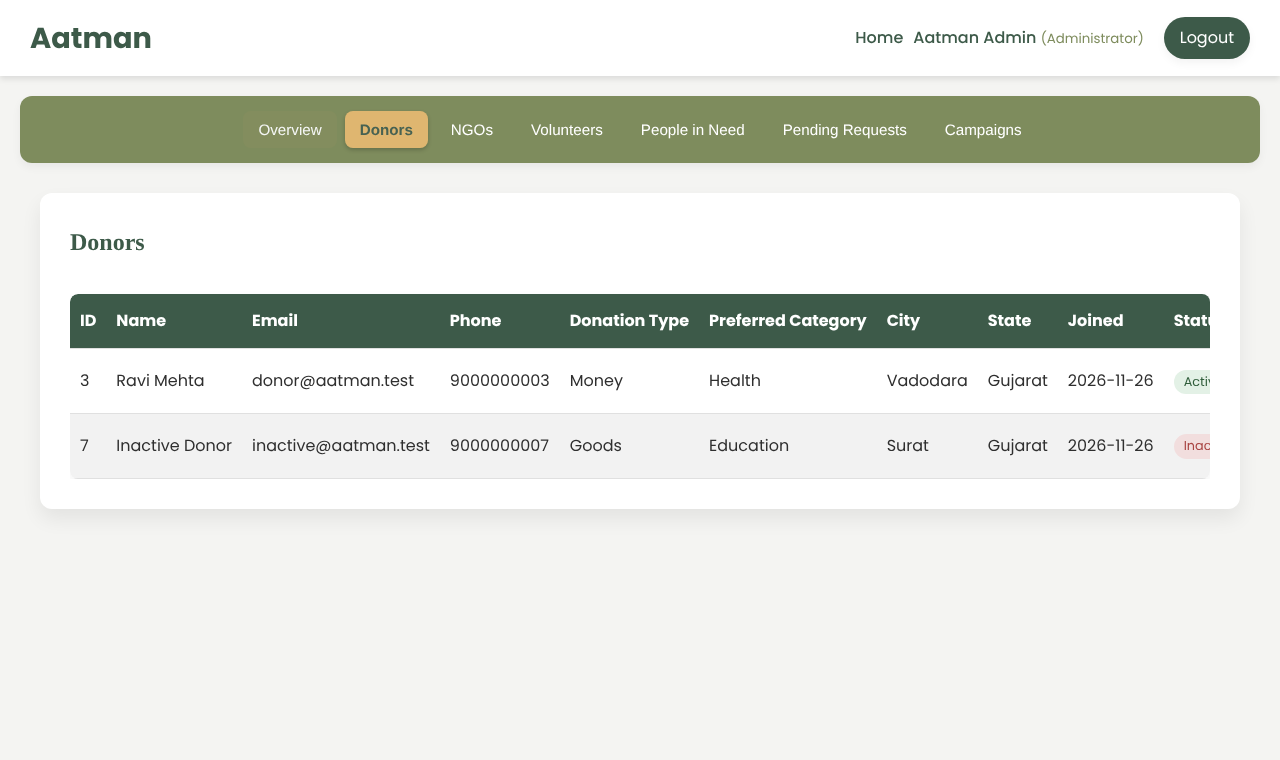 Aatman
Home Aatman Admin (Administrator) Logout
Overview Donors NGOs Volunteers People in Need Pending Requests Campaigns
Donors
ID Name Email Phone Donation Type Preferred Category City State Joined
3 Ravi Mehta donor@aatman.test 9000000003 Money Health Vadodara Gujarat 2026-11-26
7 Inactive Donor inactive@aatman.test 9000000007 Goods Education Surat Gujarat 2026-11-26